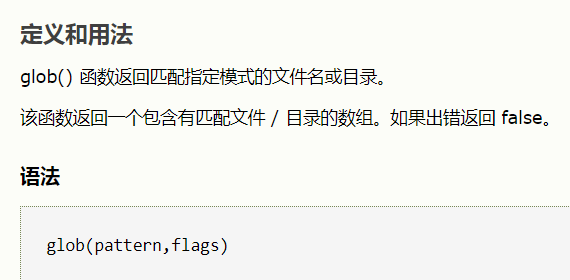 定义和用法
glob() 函数返回匹配指定模式的文件名或目录。
该函数返回一个包含有匹配文件 / 目录的数组。如果出错返回 false。
语法
glob(pattern,flags)